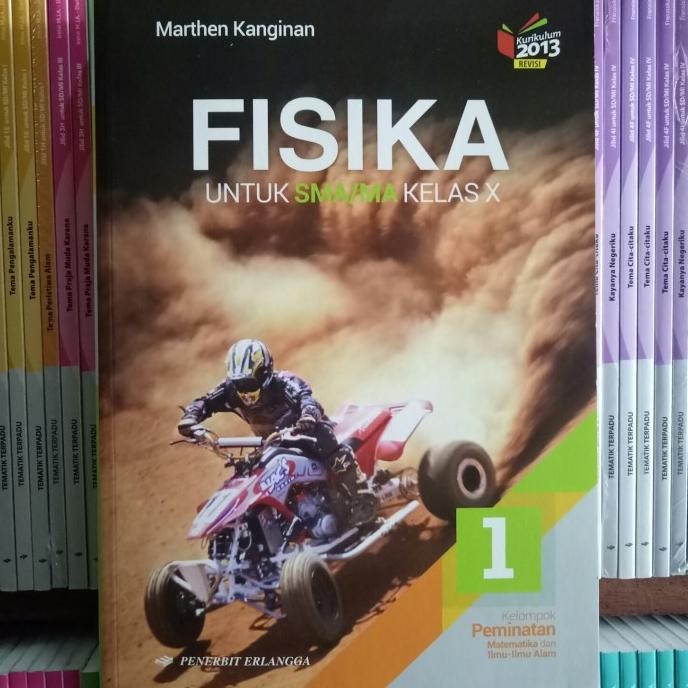 Marthen Kanginan
Kurikulum
2013
REVISI
FISIKA
UNTUK SMA/MA KELAS X
1
Kelompok
Peminatan
Matematika dan
Ilmu-Ilmu Alam
PENERBIT ERLANGGA
Tema Pengalamanku
Tema Pengalamanku
Tema Peristiwa Alam
Tema Praja Muda Karana
Tema Praja Muda Karana
TEMATIK TERPADU
TEMATIK TERPADU
TEMATIK TERPADU
TEMATIK TERPADU
TEMATIK TERPADU
Kayanya Negeriku
Tema Cita-citaku
Tema Cita-citaku
Tema Cita-citaku
Kayanya Negeriku
TEMATIK TERPADU
TEMATIK TERPADU
TEMATIK TERPADU
TEMATIK TERPADU
TEMATIK TERPADU